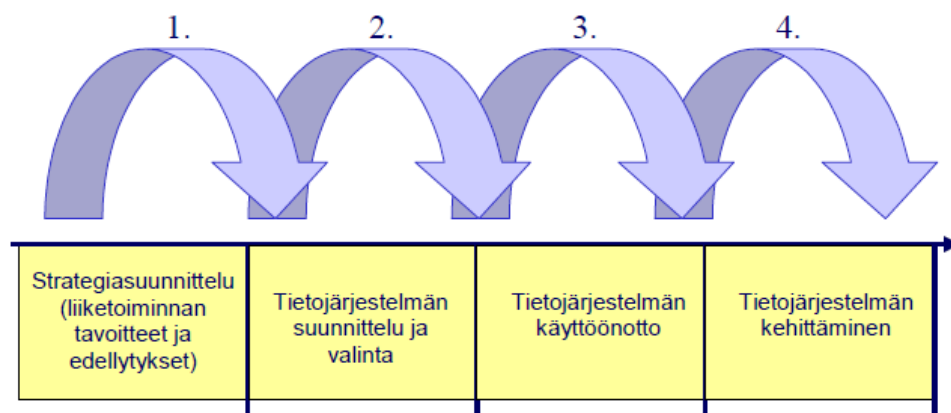 1.
2.
3.
4.
Strategiasuunnittelu
(liiketoiminnan
tavoitteet ja
edellytykset)
Tietojärjestelmän
suunnittelu ja
valinta
Tietojärjestelmän
käyttöönotto
Tietojärjestelmän
kehittäminen